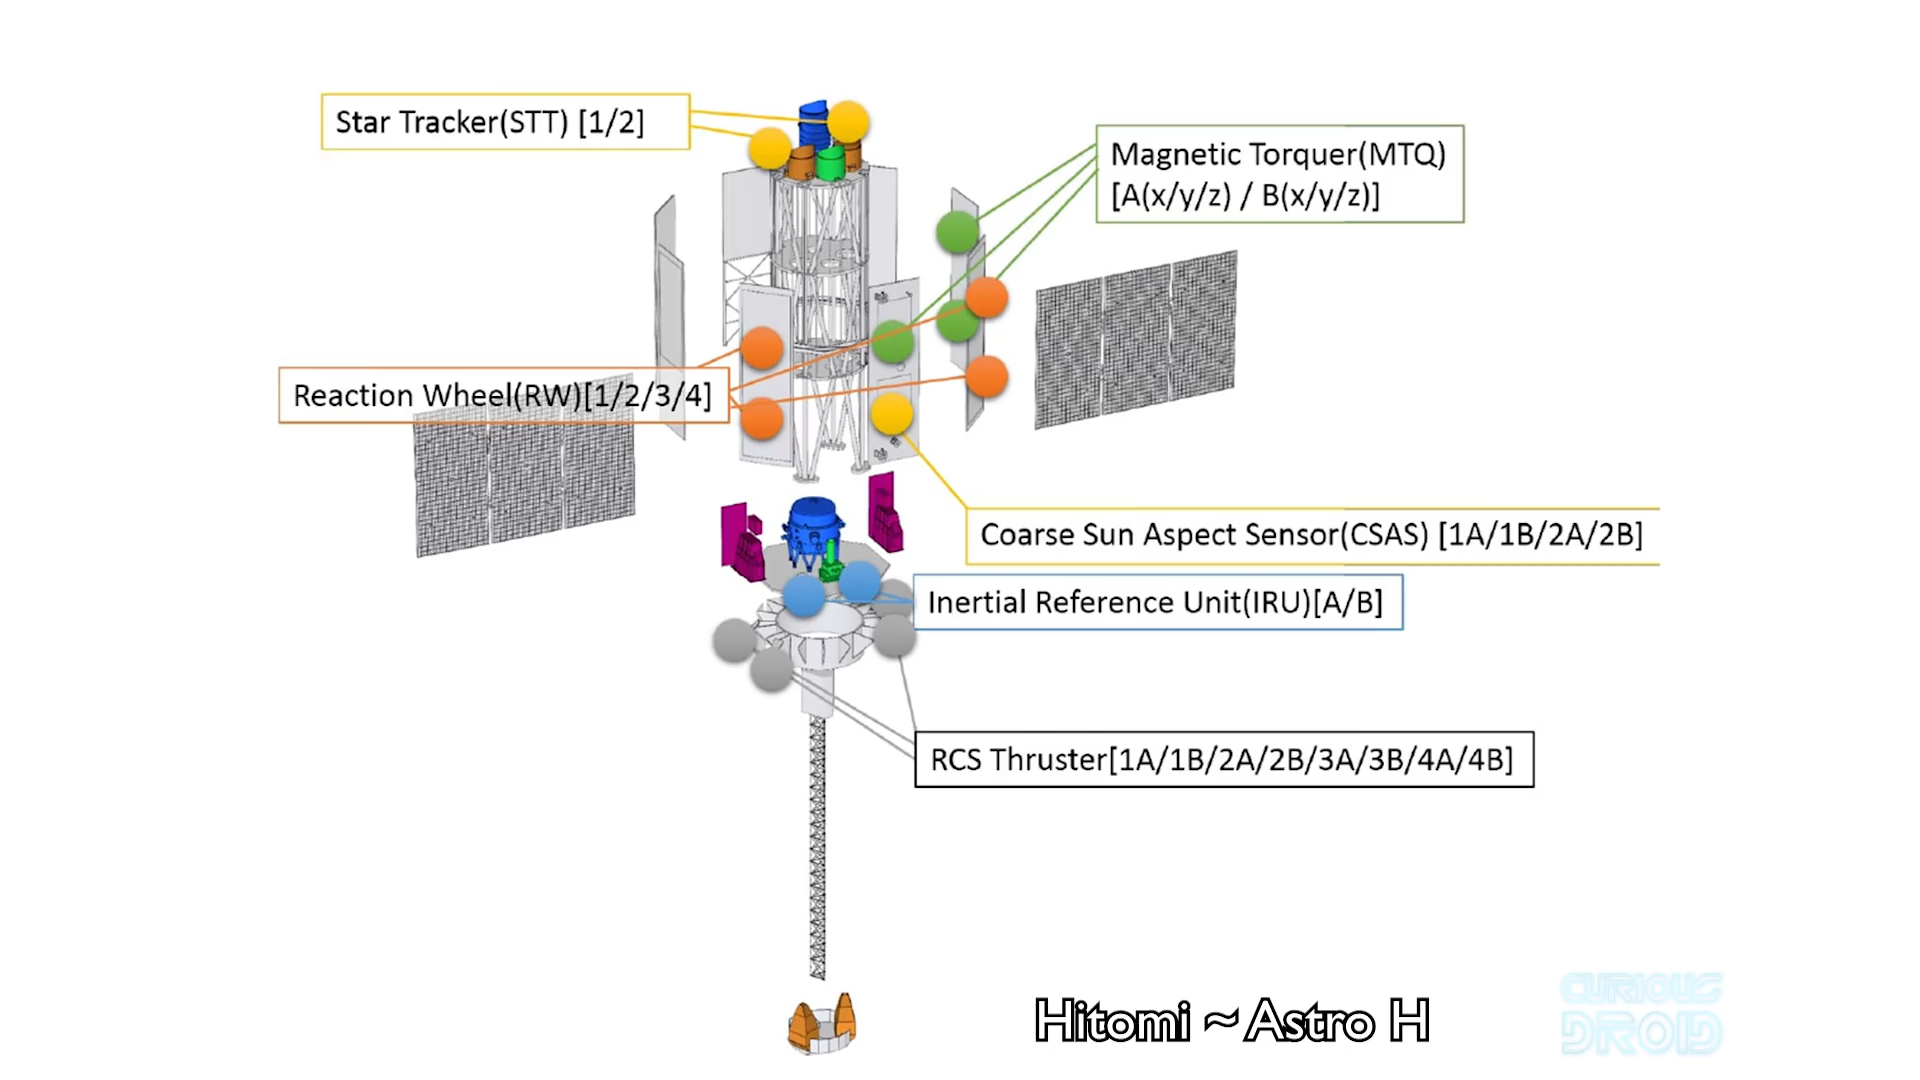 Star Tracker(STT) [1/2]
Magnetic Torquer(MTQ)
[A(x/y/z) / B(x/y/z)]
Reaction Wheel(RW)[1/2/3/4]
Coarse Sun Aspect Sensor(CSAS) [1A/1B/2A/2B]
Inertial Reference Unit(IRU)[A/B]
RCS Thruster[1A/1B/2A/2B/3A/3B/4A/4B]
Hitomi ~ Astro H
CURIOUS
DROID